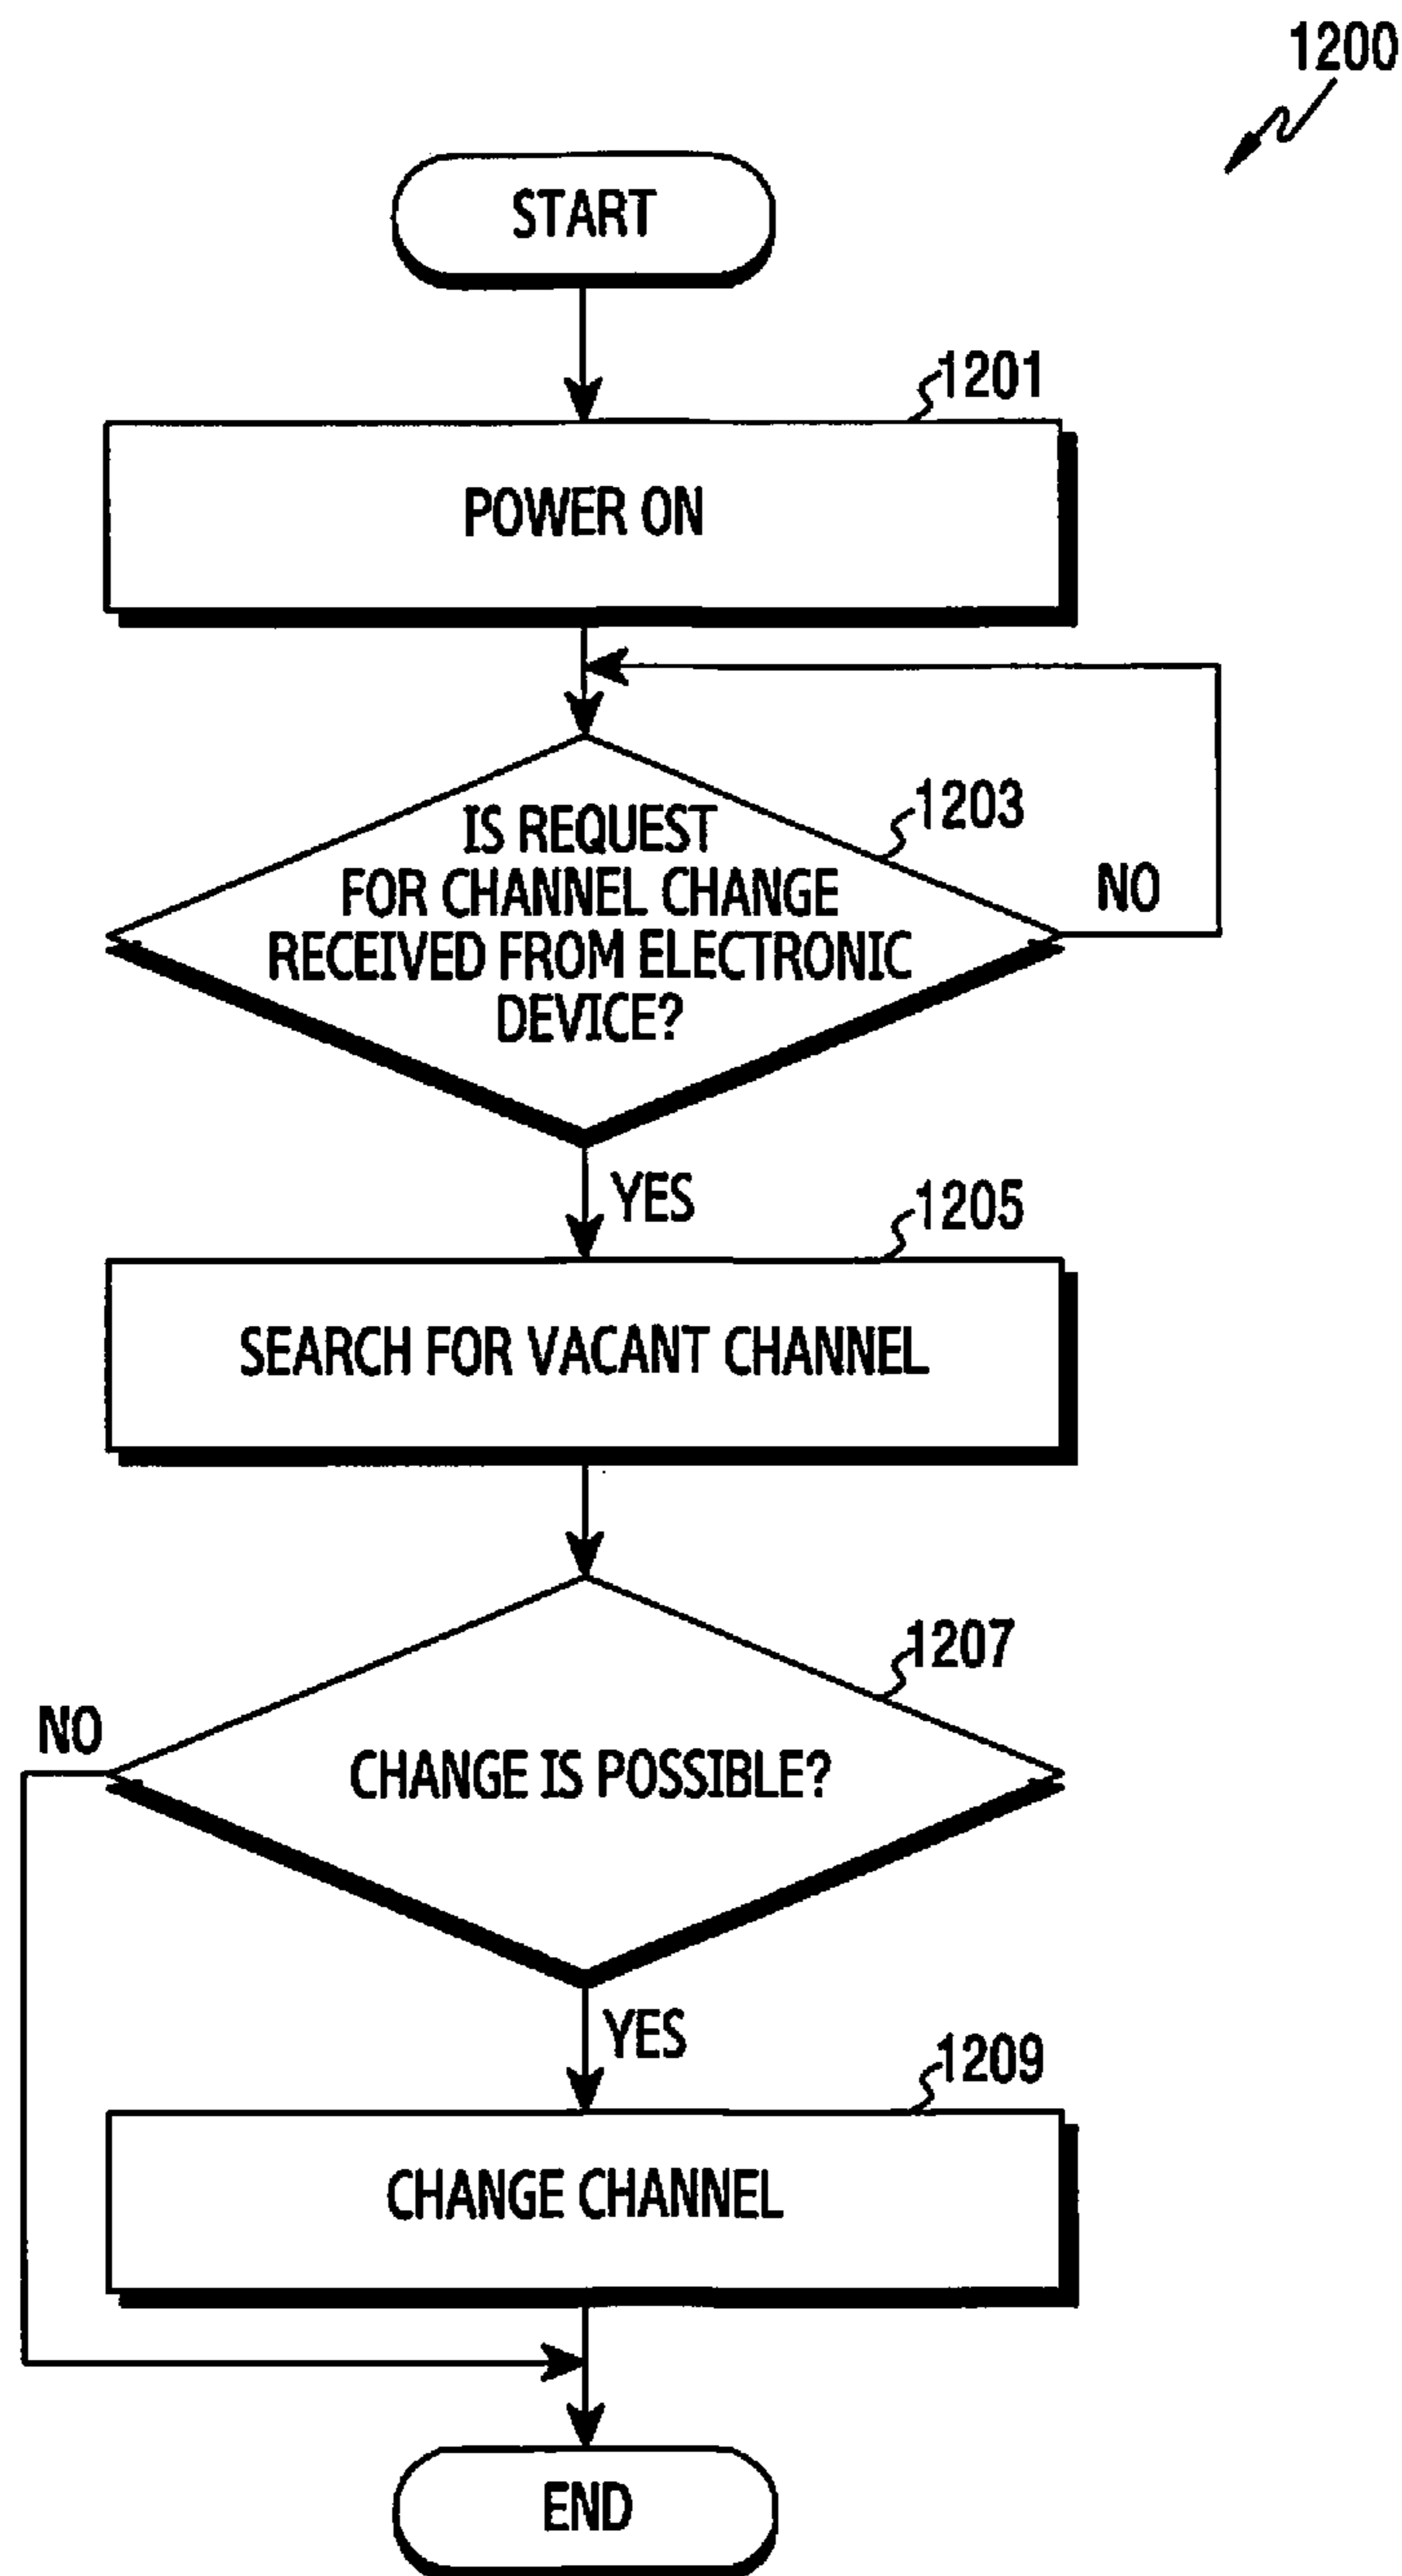 1200
START
1201
POWER ON
1203
IS REQUEST
FOR CHANNEL CHANGE
RECEIVED FROM ELECTRONIC
DEVICE?
NO
YES
1205
SEARCH FOR VACANT CHANNEL
1207
NO
CHANGE IS POSSIBLE?
YES
1209
CHANGE CHANNEL
END